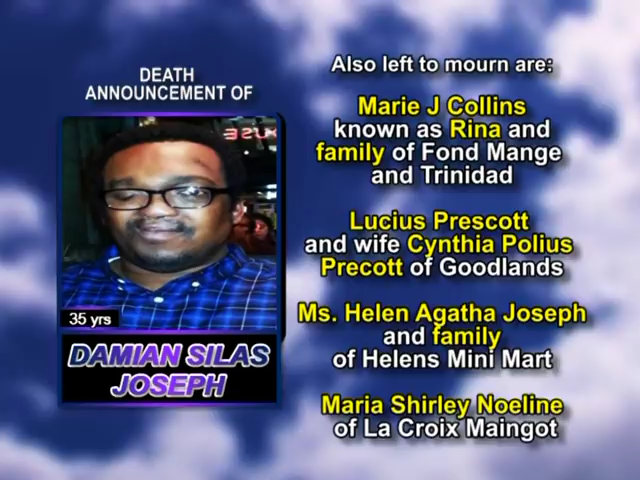 DEATH
ANNOUNCEMENT OF
35 yrs
DAMIAN SILAS
JOSEPH
Also left to mourn are:
Marie J Collins
known as Rina and
family of Fond Mange
and Trinidad
Lucius Prescott
and wife Cynthia Polius
Precott of Goodlands
Ms. Helen Agatha Joseph
and family
of Helens Mini Mart
Maria Shirley Noeline
of La Croix Maingot